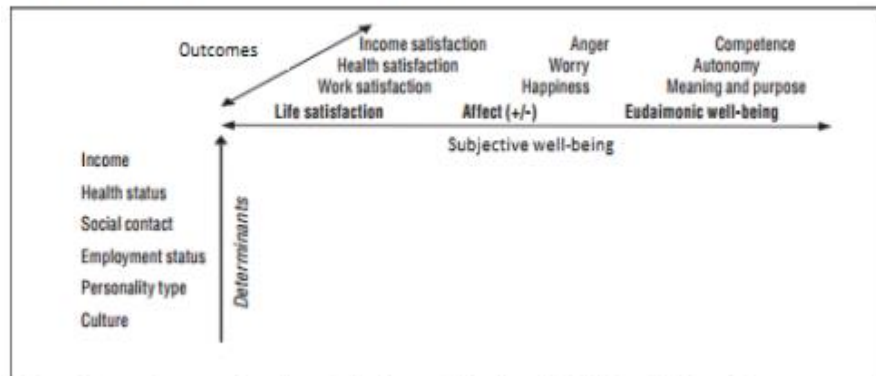 Outcomes
Income satisfaction Anger Competence
Health satisfaction Worry Autonomy
Work satisfaction Happiness Meaning and purpose
Life satisfaction Affect (+/-) Eudaimonic well-being
Subjective well-being
Income
Health status
Social contact
Employment status
Personality type
Culture
Determinants